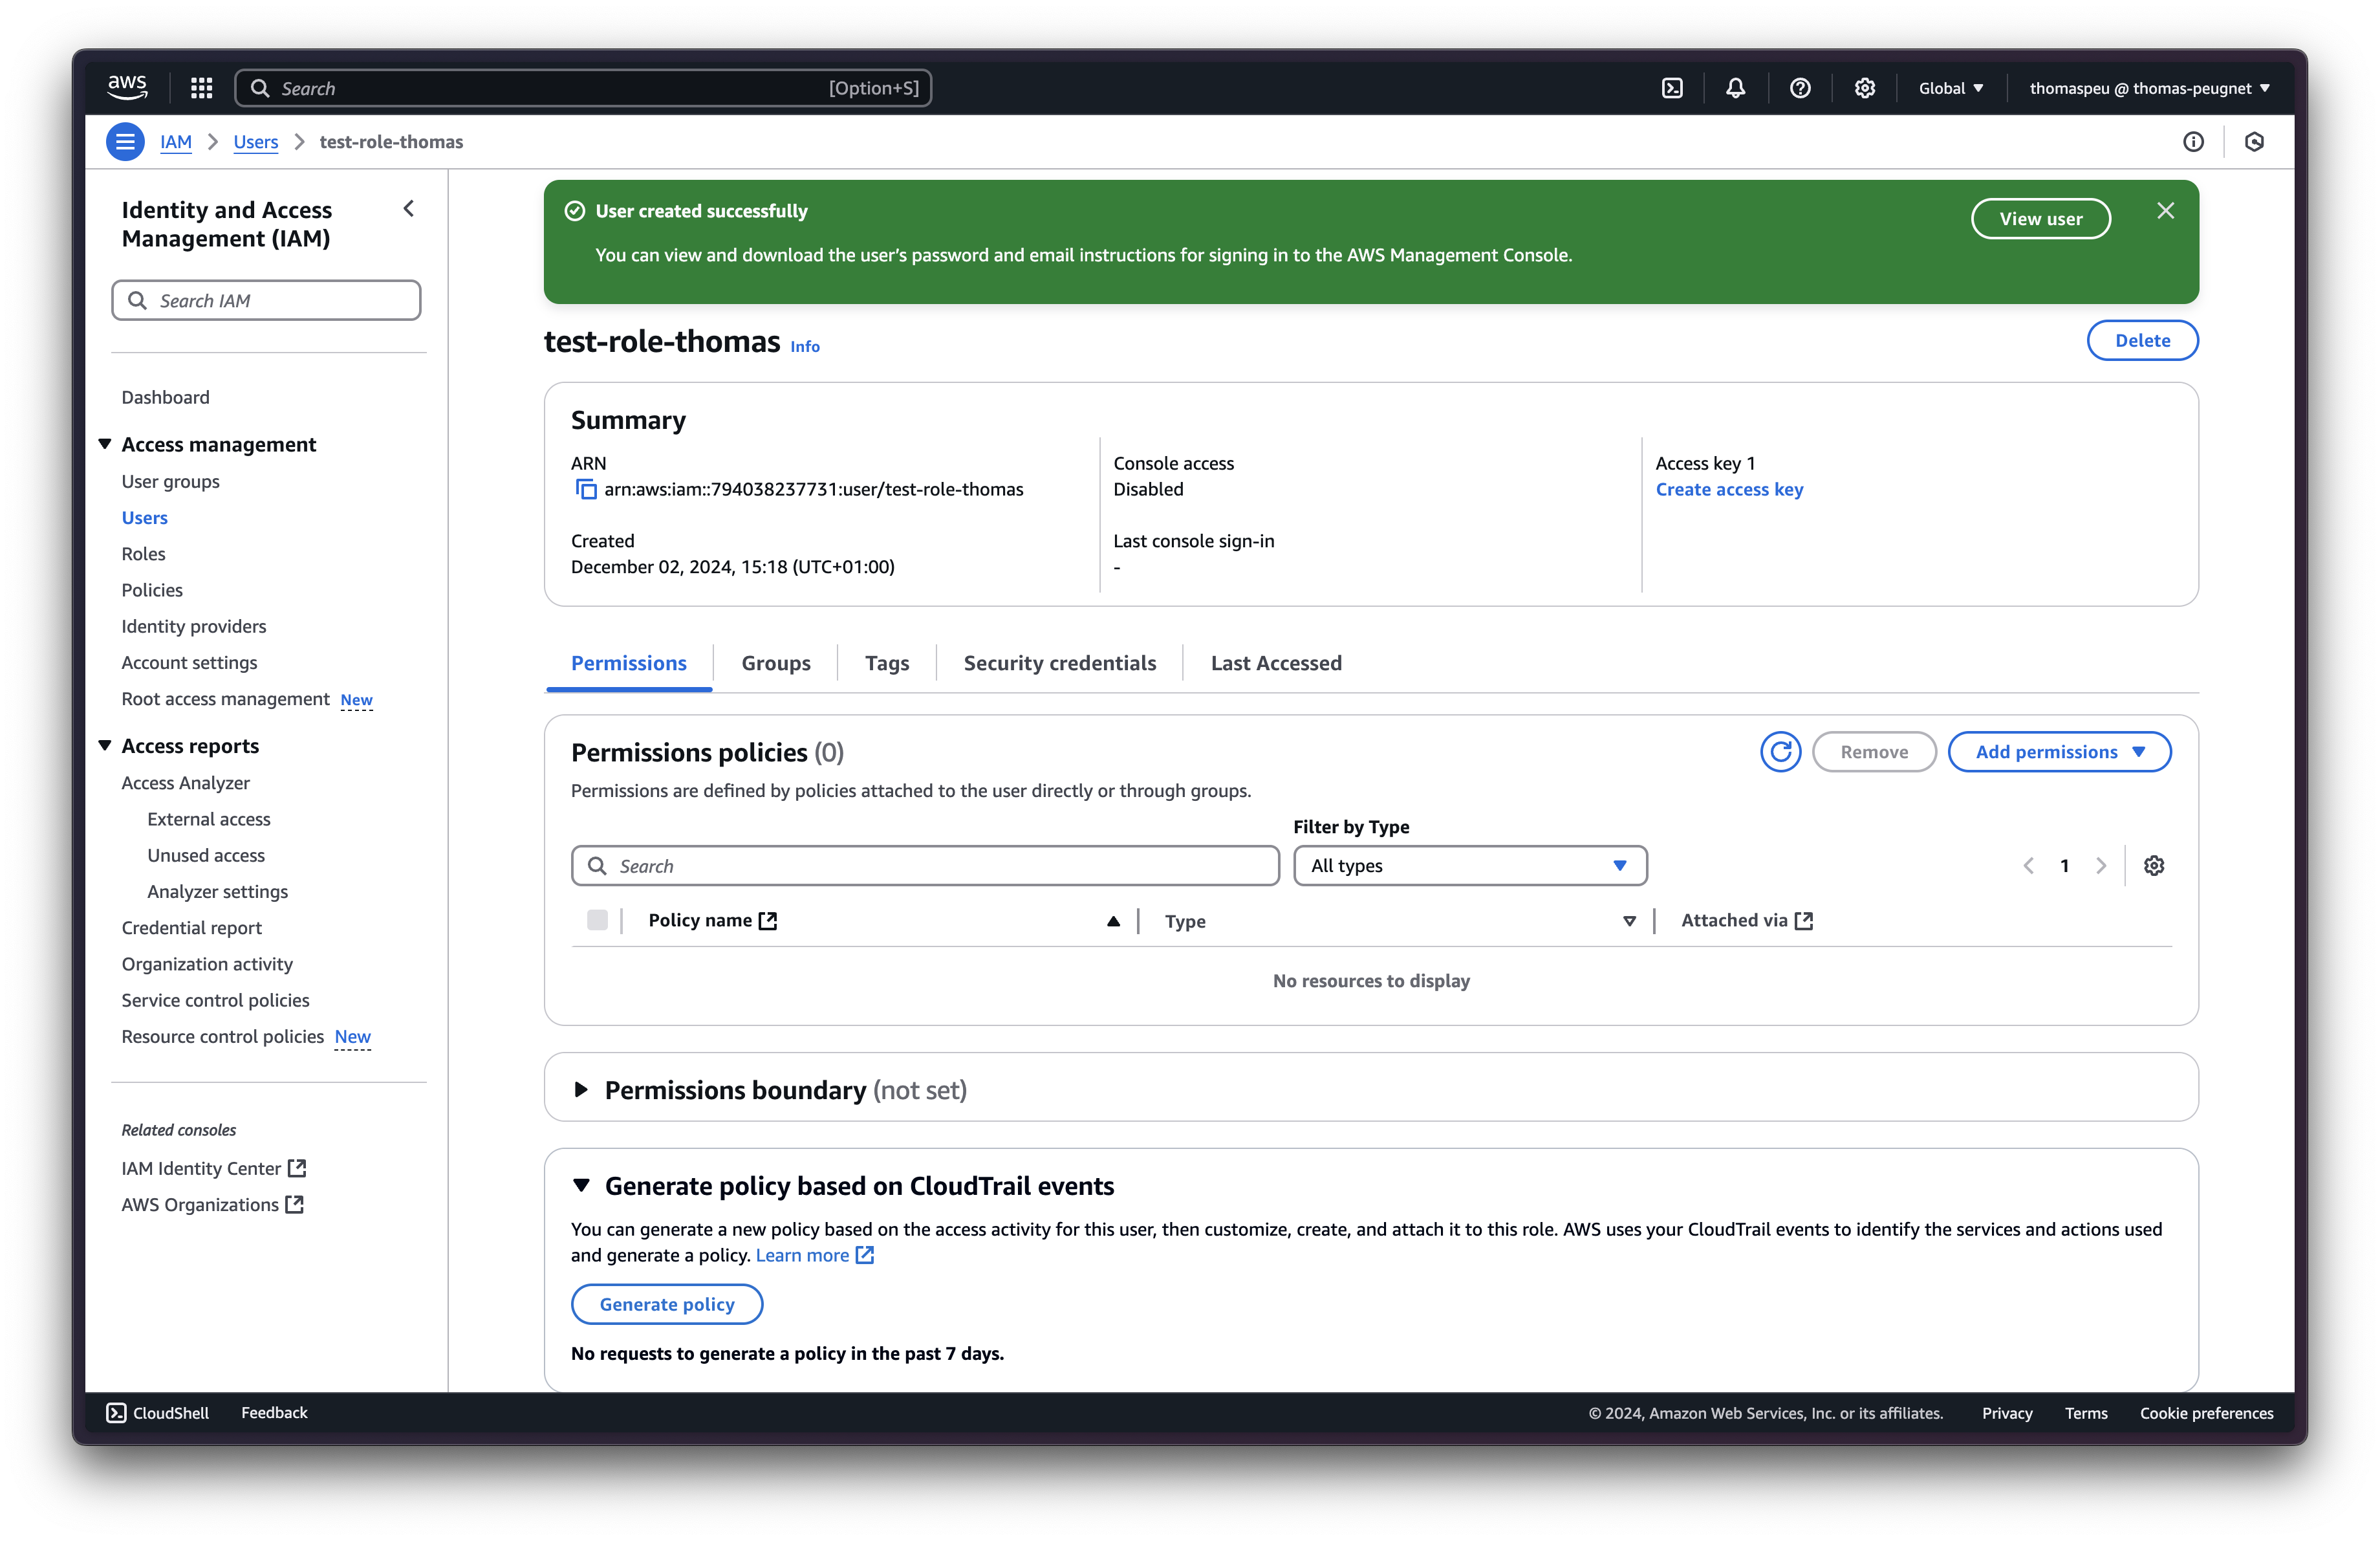 aws
Search
[Option+S]
Global
thomaspeu @ thomas-peugnet
IAM
Users
test-role-thomas
Identity and Access
Management (IAM)
Search IAM
Dashboard
Access management
User groups
Users
Roles
Policies
Identity providers
Account settings
Root access management New
Access reports
Access Analyzer
External access
Unused access
Analyzer settings
Credential report
Organization activity
Service control policies
Resource control policies New
Related consoles
IAM Identity Center
AWS Organizations
User created successfully
You can view and download the user's password and email instructions for signing in to the AWS Management Console.
View user
test-role-thomas Info
Delete
Summary
ARN
arn:aws:iam::794038237731:user/test-role-thomas
Created
December 02, 2024, 15:18 (UTC+01:00)
Console access
Disabled
Last console sign-in
-
Access key 1
Create access key
Permissions
Groups
Tags
Security credentials
Last Accessed
Permissions policies (0)
Remove
Add permissions
Permissions are defined by policies attached to the user directly or through groups.
Filter by Type
Search
All types
1
Policy name
Type
Attached via
No resources to display
Permissions boundary (not set)
Generate policy based on CloudTrail events
You can generate a new policy based on the access activity for this user, then customize, create, and attach it to this role. AWS uses your CloudTrail events to identify the services and actions used
and generate a policy. Learn more
Generate policy
No requests to generate a policy in the past 7 days.
CloudShell
Feedback
© 2024, Amazon Web Services, Inc. or its affiliates.
Privacy
Terms
Cookie preferences